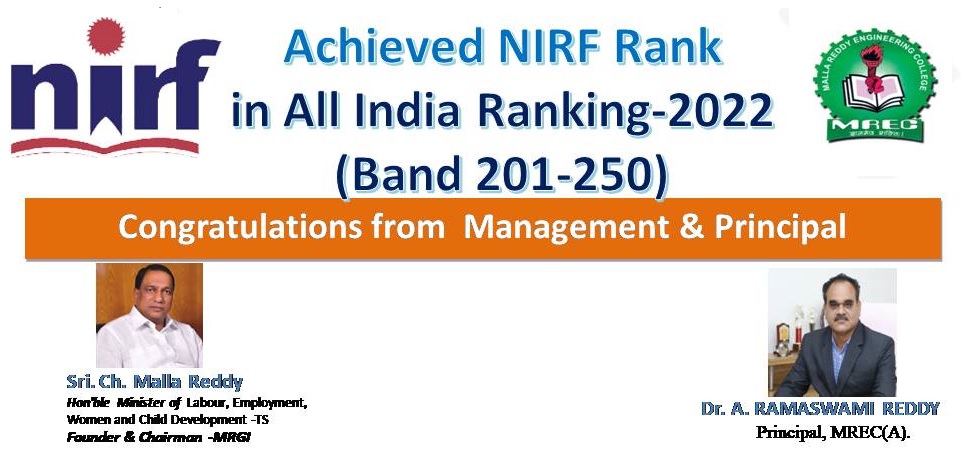 nirf
Achieved NIRF Rank
in All India Ranking-2022
(Band 201-250)
MALLA REDDY ENGINEERING COLLEGE
MREC
Congratulations from Management & Principal
Sri. Ch. Malla Reddy
Hon'ble Minister of Labour, Employment,
Women and Child Development -TS
Founder & Chairman -MRGI
Dr. A. RAMASWAMI REDDY
Principal, MREC(A).